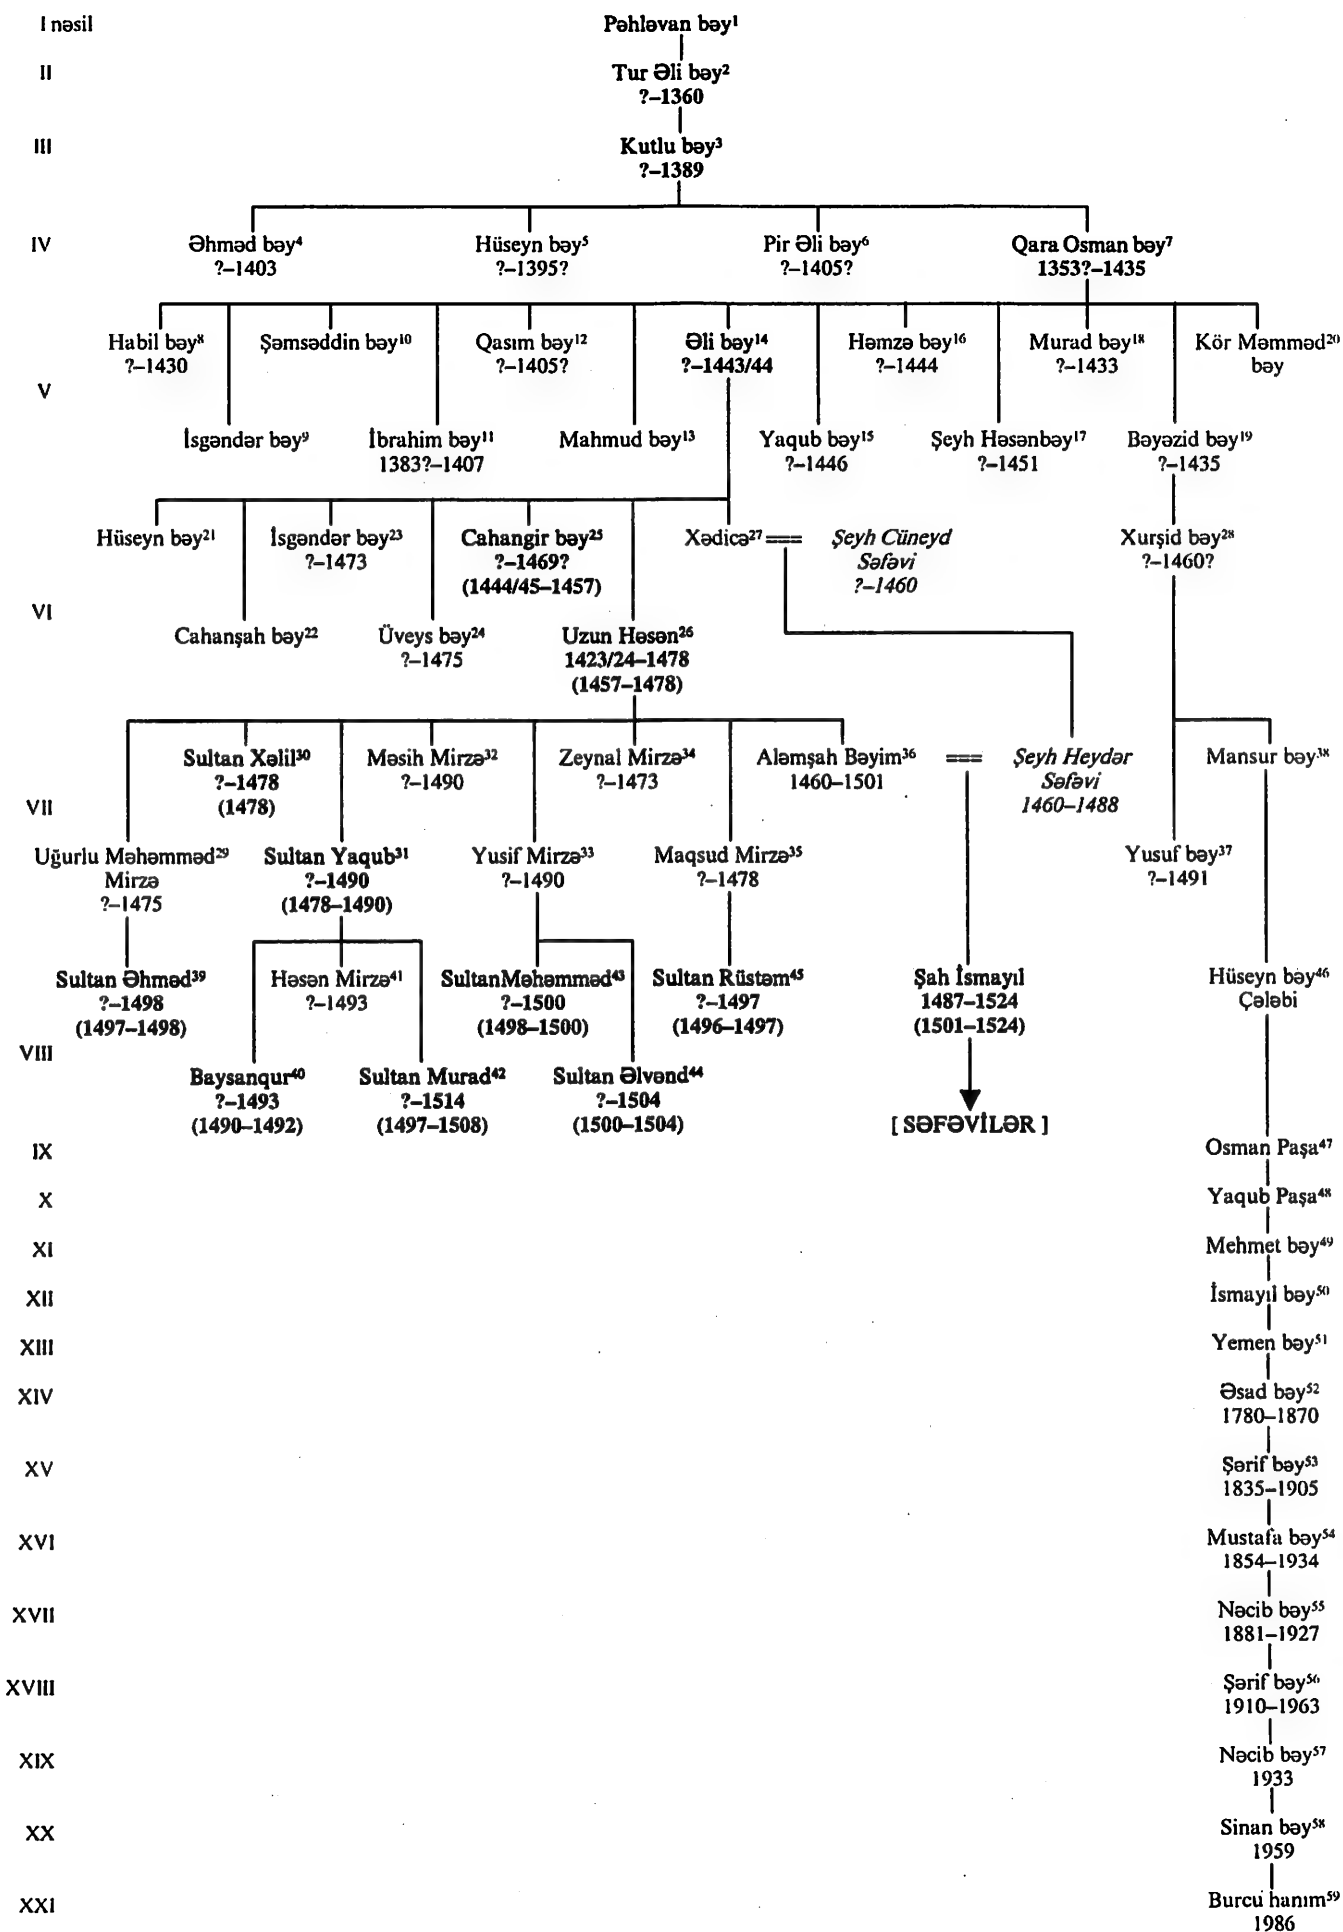 I nəsil
Pəhləvan bəy¹
II
Tur Əli bəy²
?–1360
III
Kutlu bəy³
?–1389
IV
Əhməd bəy⁴
?–1403
Hüseyn bəy⁵
?–1395?
Pir Əli bəy⁶
?–1405?
Qara Osman bəy⁷
1353?–1435
V
Habil bəy⁸
?–1430
Şəmsəddin bəy¹⁰
Qasım bəy¹²
?–1405?
Əli bəy¹⁴
?–1443/44
Həmzə bəy¹⁶
?–1444
Murad bəy¹⁸
?–1433
Kör Məmməd²⁰
bəy
İsgəndər bəy⁹
İbrahim bəy¹¹
1383?–1407
Mahmud bəy¹³
Yaqub bəy¹⁵
?–1446
Şeyh Həsənbəy¹⁷
?–1451
Bəyəzid bəy¹⁹
?–1435
VI
Hüseyn bəy²¹
İsgəndər bəy²³
?–1473
Cahangir bəy²⁵
?–1469?
(1444/45–1457)
Xədicə²⁷ ===
Şeyh Cüneyd
Səfəvi
?–1460
Xurşid bəy²⁸
?–1460?
Cahanşah bəy²²
Üveys bəy²⁴
?–1475
Uzun Həsən²⁶
1423/24–1478
(1457–1478)
VII
Sultan Xəlil³⁰
?–1478
(1478)
Məsih Mirzə³²
?–1490
Zeynal Mirzə³⁴
?–1473
Aləmşah Bəyim³⁶
1460–1501
===
Şeyh Heydər
Səfəvi
1460–1488
Mansur bəy³⁸
Uğurlu Məhəmməd²⁹
Mirzə
?–1475
Sultan Yaqub³¹
?–1490
(1478–1490)
Yusif Mirzə³³
?–1490
Maqsud Mirzə³⁵
?–1478
Yusuf bəy³⁷
?–1491
VIII
Sultan Əhməd³⁹
?–1498
(1497–1498)
Həsən Mirzə⁴¹
?–1493
SultanMəhəmməd⁴³
?–1500
(1498–1500)
Sultan Rüstəm⁴⁵
?–1497
(1496–1497)
Şah İsmayıl
1487–1524
(1501–1524)
Hüseyn bəy⁴⁶
Çələbi
Baysanqur⁴⁰
?–1493
(1490–1492)
Sultan Murad⁴²
?–1514
(1497–1508)
Sultan Əlvənd⁴⁴
?–1504
(1500–1504)
[ SƏFƏVİLƏR ]
IX
Osman Paşa⁴⁷
X
Yaqub Paşa⁴⁸
XI
Mehmet bəy⁴⁹
XII
İsmayıl bəy⁵⁰
XIII
Yemen bəy⁵¹
XIV
Əsad bəy⁵²
1780–1870
XV
Şərif bəy⁵³
1835–1905
XVI
Mustafa bəy⁵⁴
1854–1934
XVII
Nəcib bəy⁵⁵
1881–1927
XVIII
Şərif bəy⁵⁶
1910–1963
XIX
Nəcib bəy⁵⁷
1933
XX
Sinan bəy⁵⁸
1959
XXI
Burcu hanım⁵⁹
1986